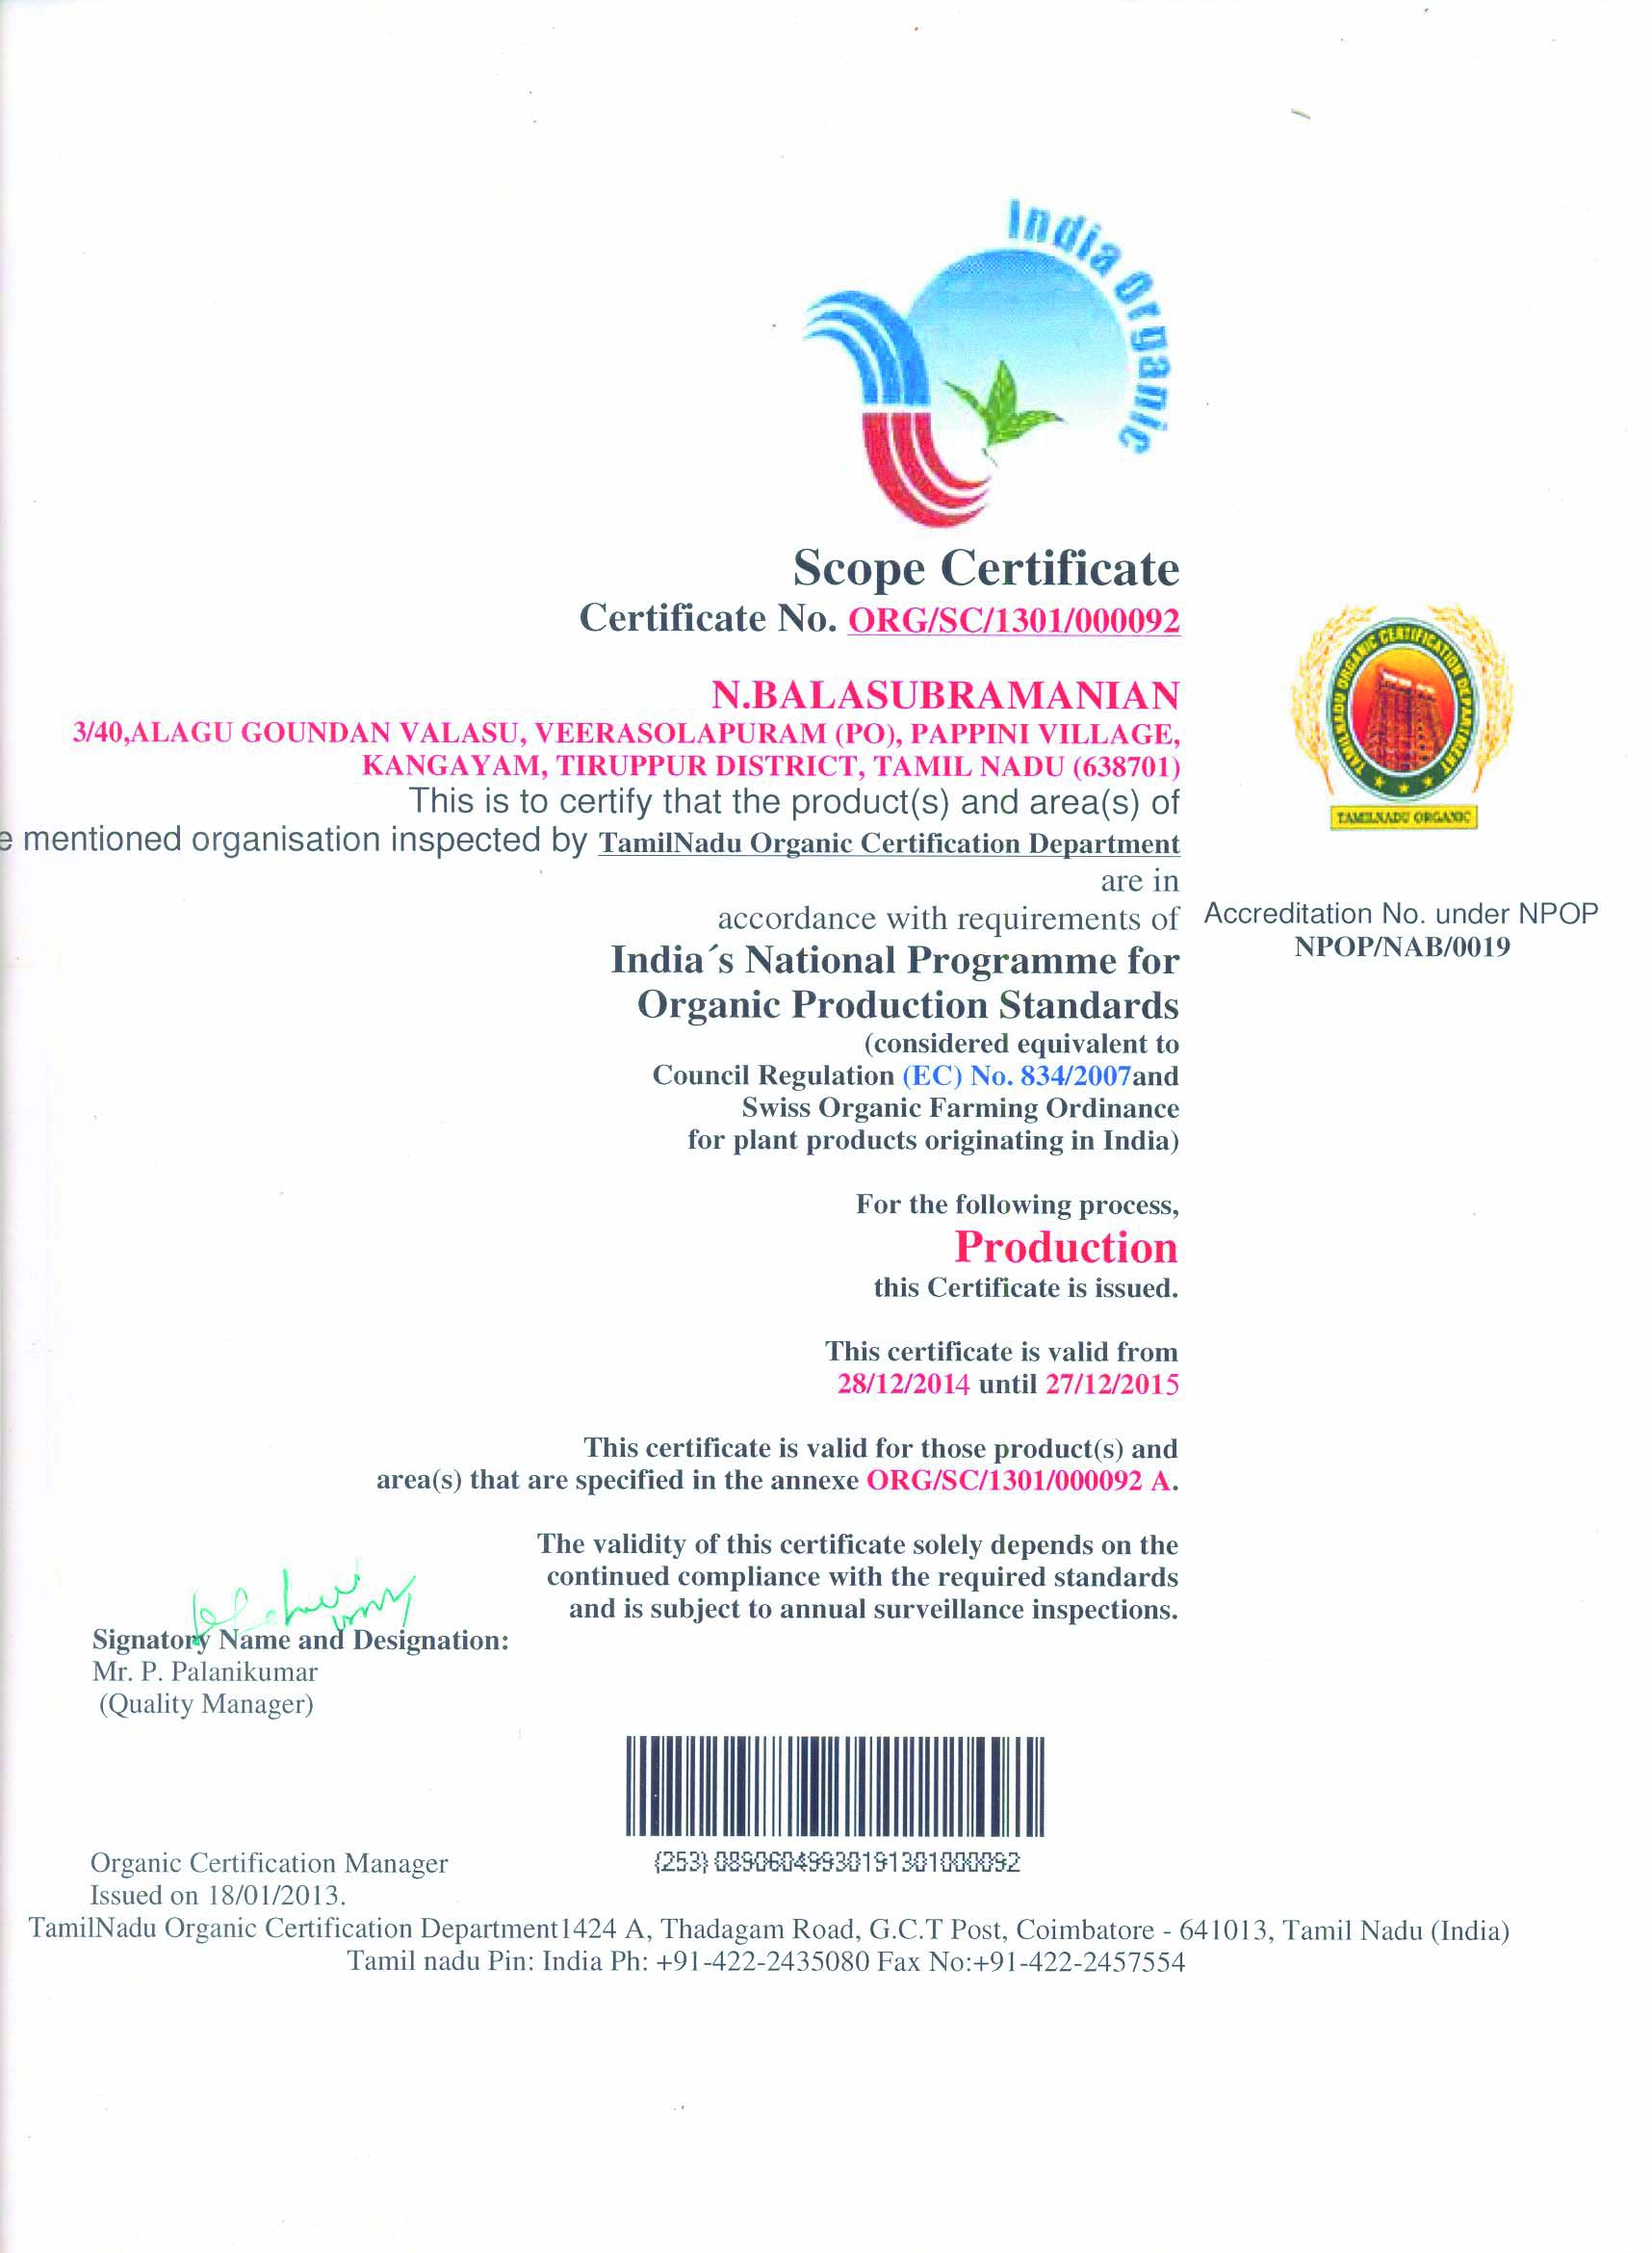 India Organic
Scope Certificate
Certificate No. ORG/SC/1301/000092
N.BALASUBRAMANIAN
3/40,ALAGU GOUNDAN VALASU, VEERASOLAPURAM (PO), PAPPINI VILLAGE,
KANGAYAM, TIRUPPUR DISTRICT, TAMIL NADU (638701)
This is to certify that the product(s) and area(s) of
e mentioned organisation inspected by TamilNadu Organic Certification Department
are in
accordance with requirements of
India´s National Programme for
Organic Production Standards
(considered equivalent to
Council Regulation (EC) No. 834/2007and
Swiss Organic Farming Ordinance
for plant products originating in India)
For the following process,
Production
this Certificate is issued.
This certificate is valid from
28/12/2014 until 27/12/2015
This certificate is valid for those product(s) and
area(s) that are specified in the annexe ORG/SC/1301/000092 A.
The validity of this certificate solely depends on the
continued compliance with the required standards
and is subject to annual surveillance inspections.
TAMILNADU ORGANIC CERTIFICATION DEPARTMENT
TAMILNADU ORGANIC
Accreditation No. under NPOP
NPOP/NAB/0019
Signatory Name and Designation:
Mr. P. Palanikumar
(Quality Manager)
(253) 08906049930191301000092
Organic Certification Manager
Issued on 18/01/2013.
TamilNadu Organic Certification Department1424 A, Thadagam Road, G.C.T Post, Coimbatore - 641013, Tamil Nadu (India)
Tamil nadu Pin: India Ph: +91-422-2435080 Fax No:+91-422-2457554